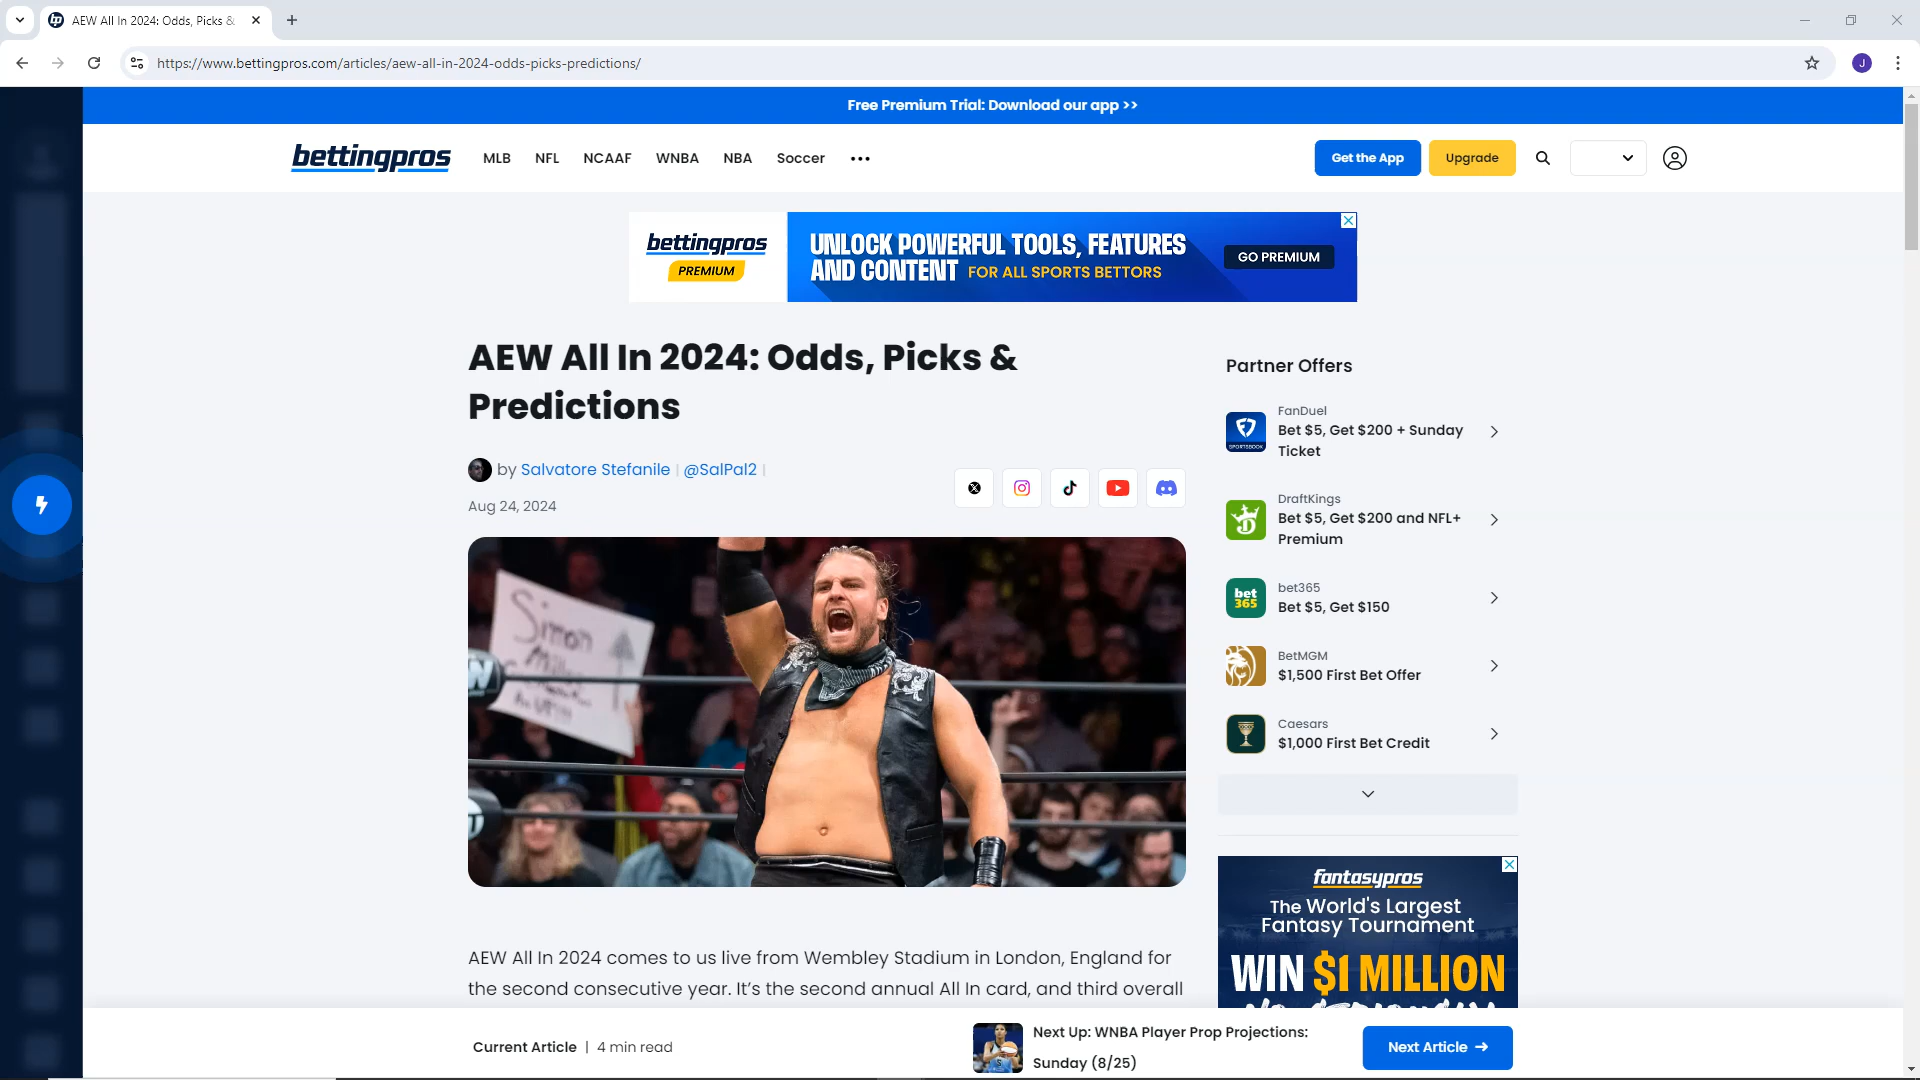 AEW All In 2024: Odds, Picks &
https://www.bettingpros.com/articles/aew-all-in-2024-odds-picks-predictions/
J
Free Premium Trial: Download our app >>
bettingpros
MLB NFL NCAAF WNBA NBA Soccer
Get the App
Upgrade
bettingpros
PREMIUM
UNLOCK POWERFUL TOOLS, FEATURES
AND CONTENT FOR ALL SPORTS BETTORS
GO PREMIUM
AEW All In 2024: Odds, Picks &
Predictions
by Salvatore Stefanile | @SalPal2 |
Aug 24, 2024
Simon
Partner Offers
FanDuel
Bet $5, Get $200 + Sunday
Ticket
DraftKings
Bet $5, Get $200 and NFL+
Premium
bet
365
bet365
Bet $5, Get $150
BetMGM
$1,500 First Bet Offer
Caesars
$1,000 First Bet Credit
fantasypros
The World's Largest
Fantasy Tournament
WIN $1 MILLION
AEW All In 2024 comes to us live from Wembley Stadium in London, England for
the second consecutive year. It's the second annual All In card, and third overall
Current Article | 4 min read
Next Up: WNBA Player Prop Projections:
Sunday (8/25)
Next Article